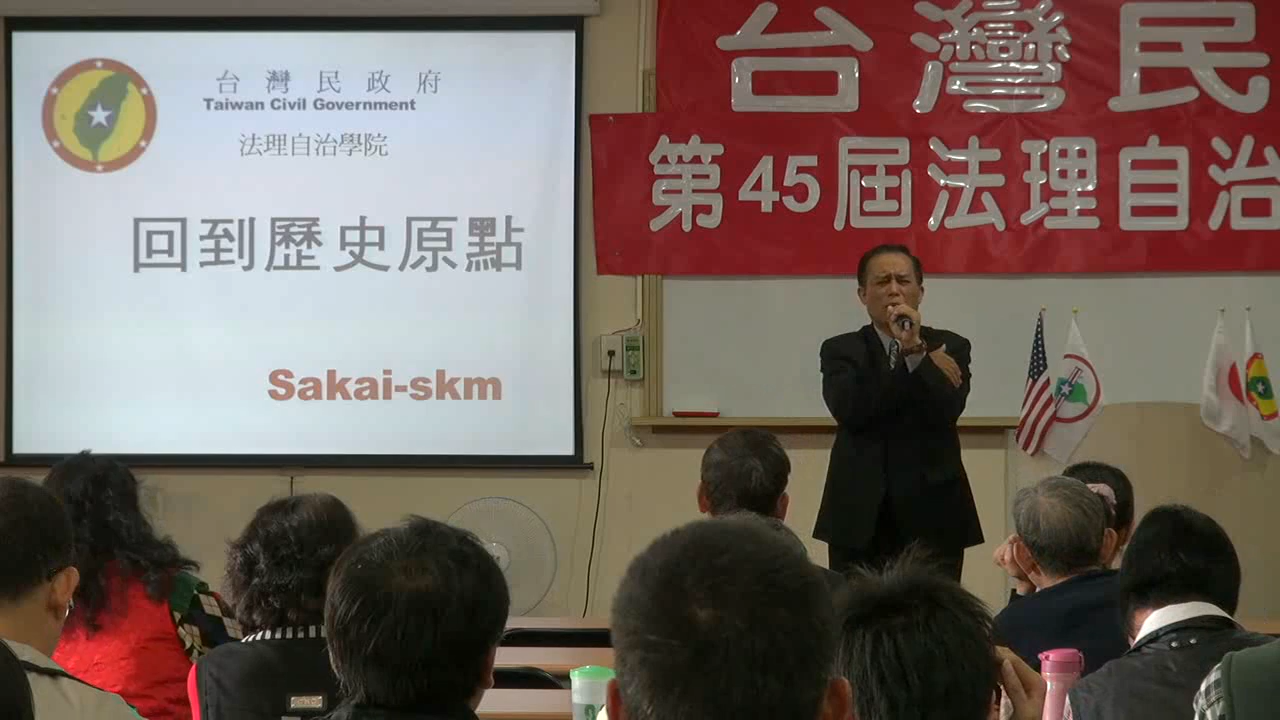 台灣民政府
Taiwan Civil Government
法理自治學院
回到歷史原點
Sakai-skm
台灣民
第45屆法理自治